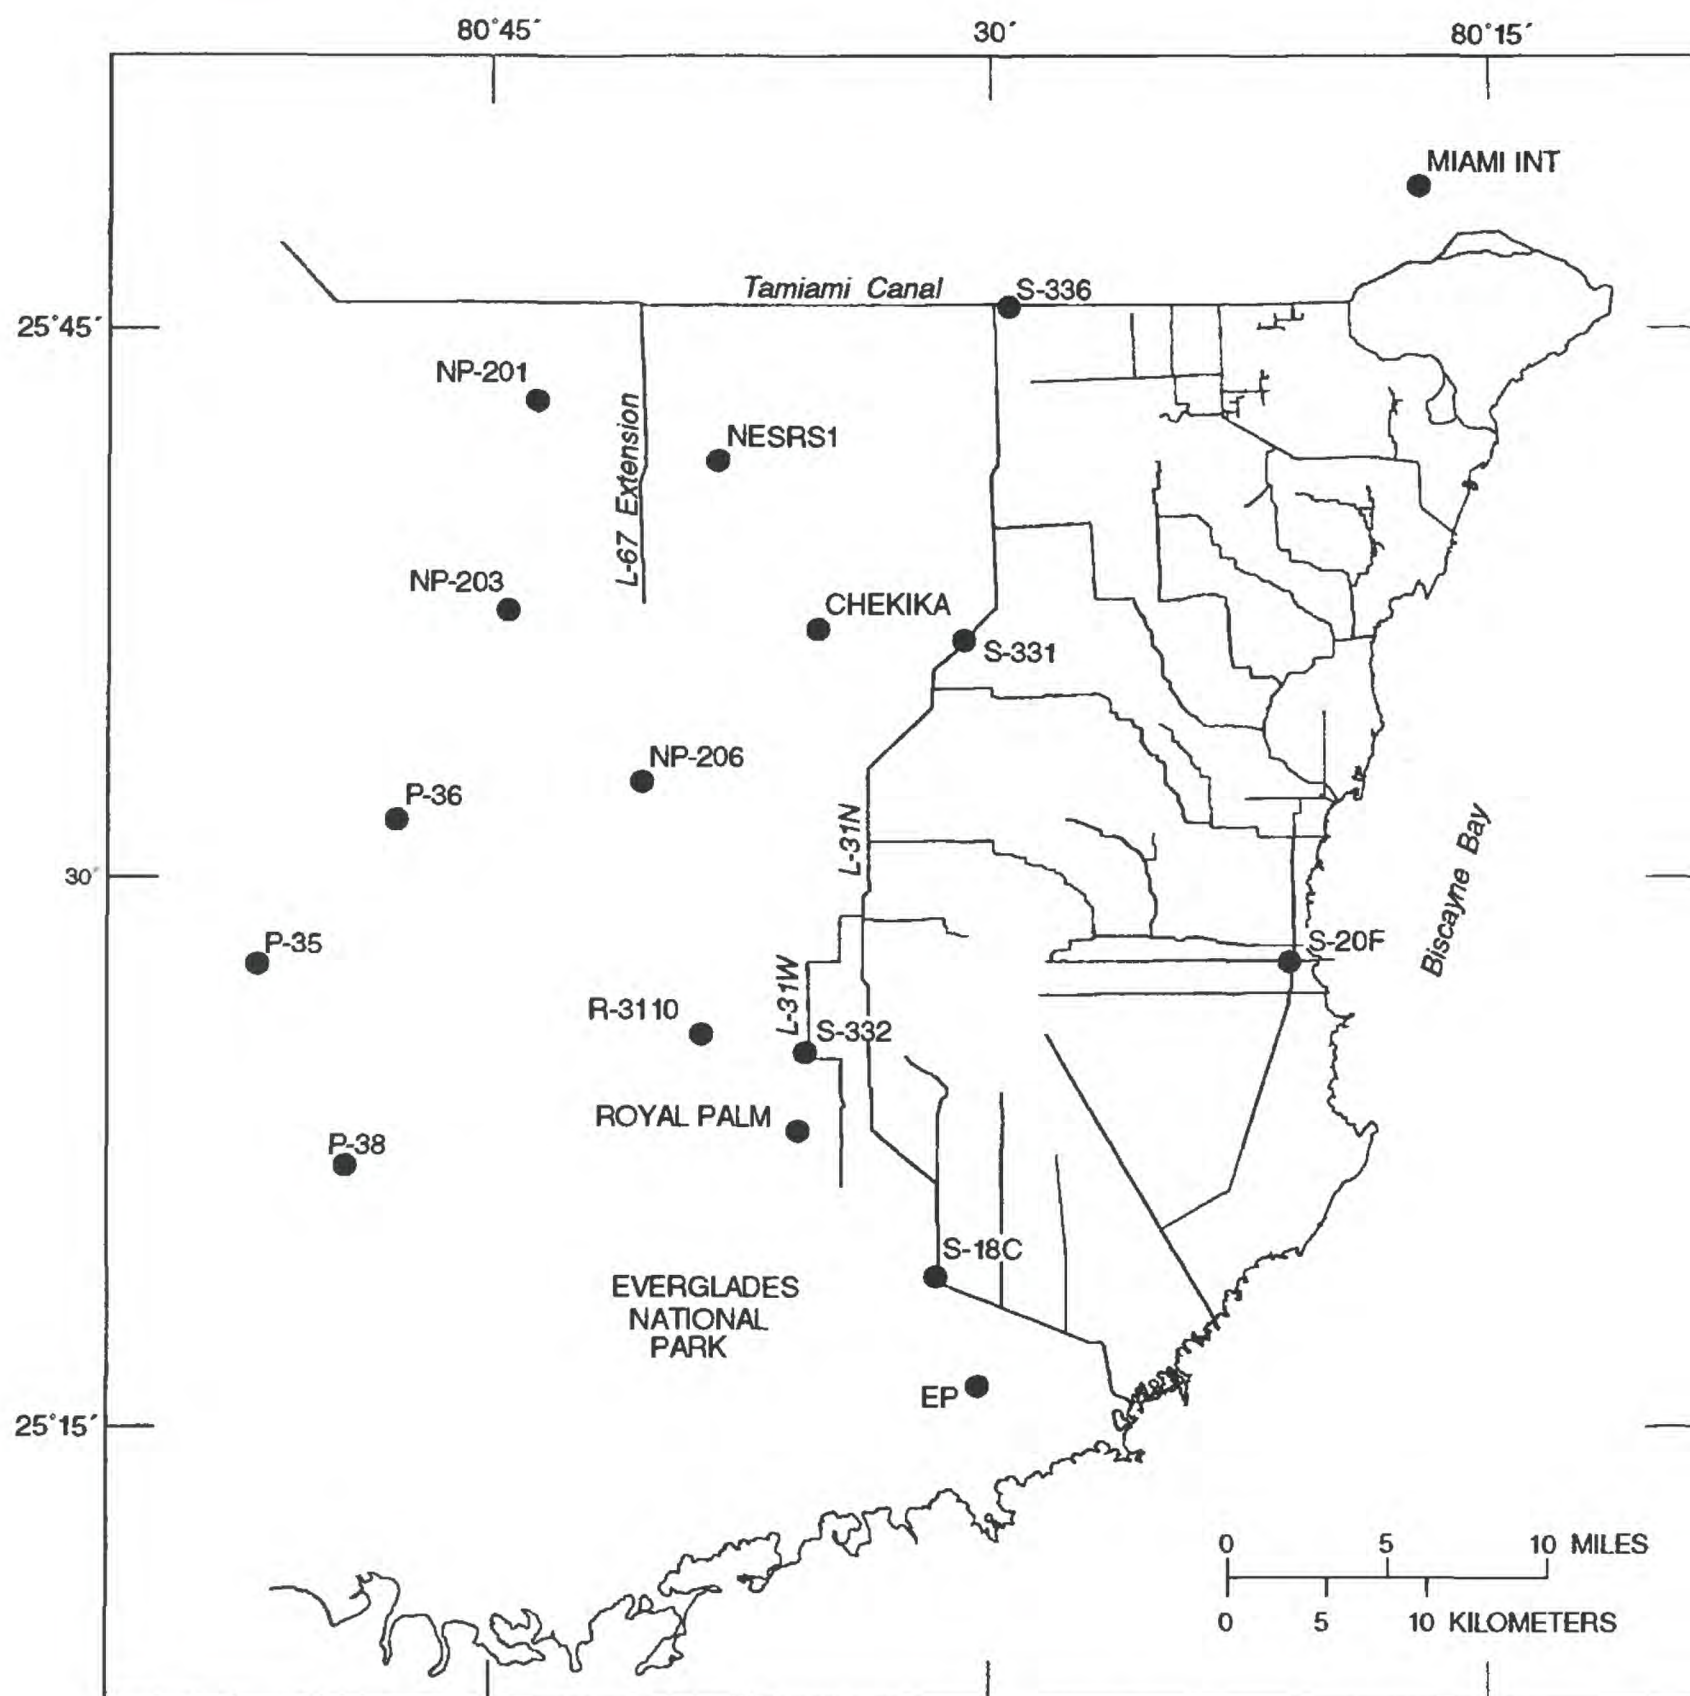 80°45′ 30′ 80°15′
MIAMI INT
Tamiami Canal
S-336
25°45′
NP-201
NESRS1
L-67 Extension
NP-203
CHEKIKA
S-331
NP-206
P-36
L-31N
Biscayne Bay
30′
P-35
S-20F
L-31W
R-3110
S-332
ROYAL PALM
P-38
S-18C
EVERGLADES
NATIONAL
PARK
EP
25°15′
0 5 10 MILES
0 5 10 KILOMETERS